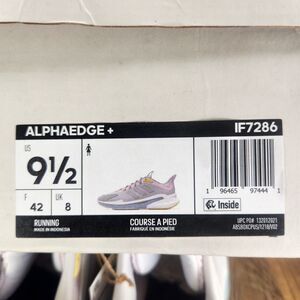 ALPHAEDGE +
IF7286
US
9½
F
42
UK
8
RUNNING
MADE IN INDONESIA
COURSE A PIED
FABRIQUÉ EN INDONÉSIE
1 96465 97444 1
Inside
UPC PO# 132012021